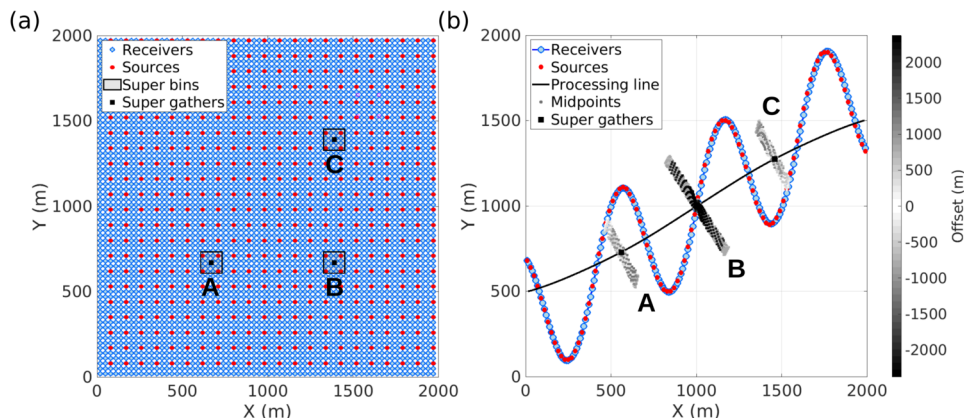 (a)
Receivers
Sources
Super bins
Super gathers
2000
1500
1000
500
0
Y (m)
0 500 1000 1500 2000
X (m)
A
B
C
(b)
Receivers
Sources
Processing line
Midpoints
Super gathers
2000
1500
1000
500
0
Y (m)
0 500 1000 1500 2000
X (m)
A
B
C
2000
1500
1000
500
0
-500
-1000
-1500
-2000
Offset (m)